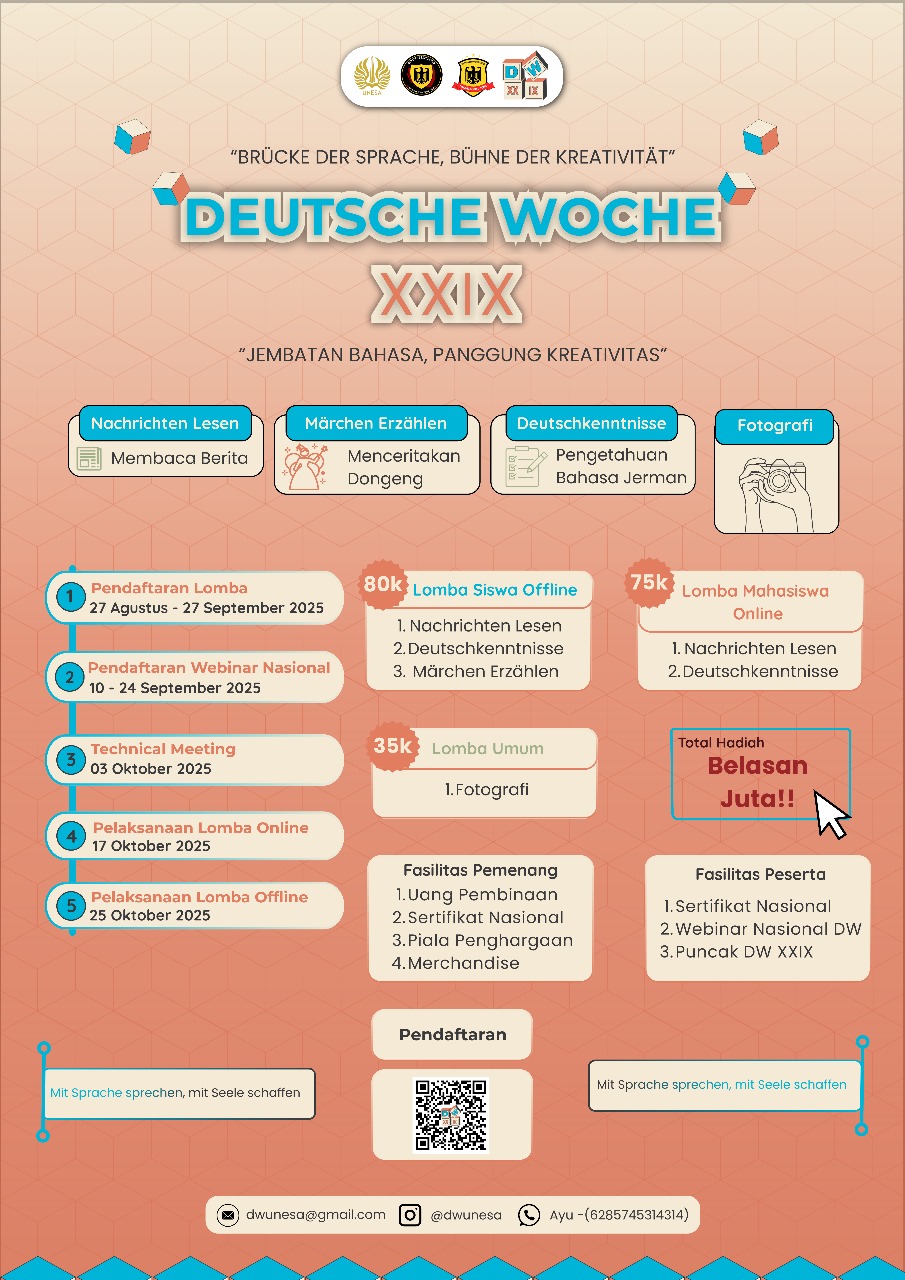 UNESA
DW
XX IX
“BRÜCKE DER SPRACHE, BÜHNE DER KREATIVITÄT”
DEUTSCHE WOCHE
XXIX
“JEMBATAN BAHASA, PANGGUNG KREATIVITAS”
Nachrichten Lesen
Membaca Berita
Märchen Erzählen
Menceritakan
Dongeng
Deutschkenntnisse
Pengetahuan
Bahasa Jerman
Fotografi
1
Pendaftaran Lomba
27 Agustus - 27 September 2025
2
Pendaftaran Webinar Nasional
10 - 24 September 2025
3
Technical Meeting
03 Oktober 2025
4
Pelaksanaan Lomba Online
17 Oktober 2025
5
Pelaksanaan Lomba Offline
25 Oktober 2025
80k
Lomba Siswa Offline
1. Nachrichten Lesen
2. Deutschkenntnisse
3. Märchen Erzählen
75k
Lomba Mahasiswa
Online
1. Nachrichten Lesen
2. Deutschkenntnisse
35k
Lomba Umum
1. Fotografi
Total Hadiah
Belasan
Juta!!
Fasilitas Pemenang
1. Uang Pembinaan
2. Sertifikat Nasional
3. Piala Penghargaan
4. Merchandise
Fasilitas Peserta
1. Sertifikat Nasional
2. Webinar Nasional DW
3. Puncak DW XXIX
Pendaftaran
Mit Sprache sprechen, mit Seele schaffen
Mit Sprache sprechen, mit Seele schaffen
dwunesa@gmail.com
@dwunesa
Ayu -(6285745314314)